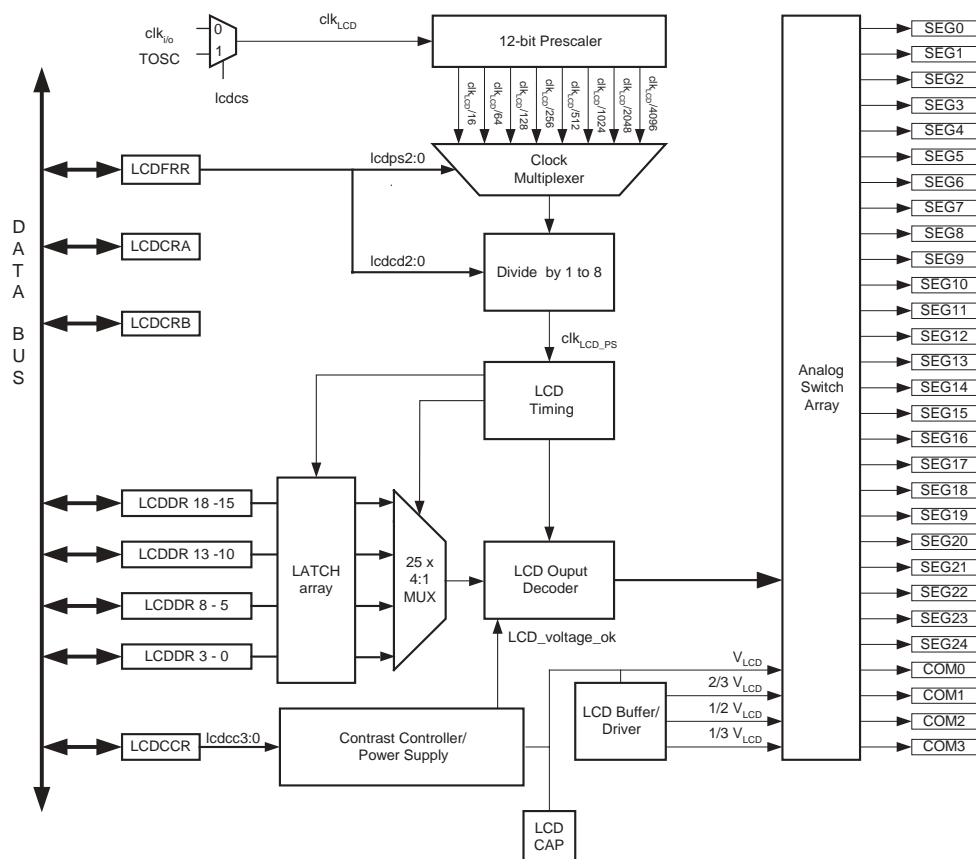 clk_i/o
0
TOSC
1
lcdcs
clk_LCD
12-bit Prescaler
clk_LCD/16
clk_LCD/64
clk_LCD/128
clk_LCD/256
clk_LCD/512
clk_LCD/1024
clk_LCD/2048
clk_LCD/4096
LCDFRR
lcdps2:0
Clock
Multiplexer
DATA BUS
LCDCRA
lcdcd2:0
Divide by 1 to 8
LCDCRB
clk_LCD_PS
LCD
Timing
LCDDR 18 -15
LCDDR 13 -10
LCDDR 8 - 5
LCDDR 3 - 0
LATCH
array
25 x
4:1
MUX
LCD Ouput
Decoder
LCD_voltage_ok
LCDCCR
lcdcc3:0
Contrast Controller/
Power Supply
LCD
CAP
LCD Buffer/
Driver
V_LCD
2/3 V_LCD
1/2 V_LCD
1/3 V_LCD
Analog
Switch
Array
SEG0
SEG1
SEG2
SEG3
SEG4
SEG5
SEG6
SEG7
SEG8
SEG9
SEG10
SEG11
SEG12
SEG13
SEG14
SEG15
SEG16
SEG17
SEG18
SEG19
SEG20
SEG21
SEG22
SEG23
SEG24
COM0
COM1
COM2
COM3